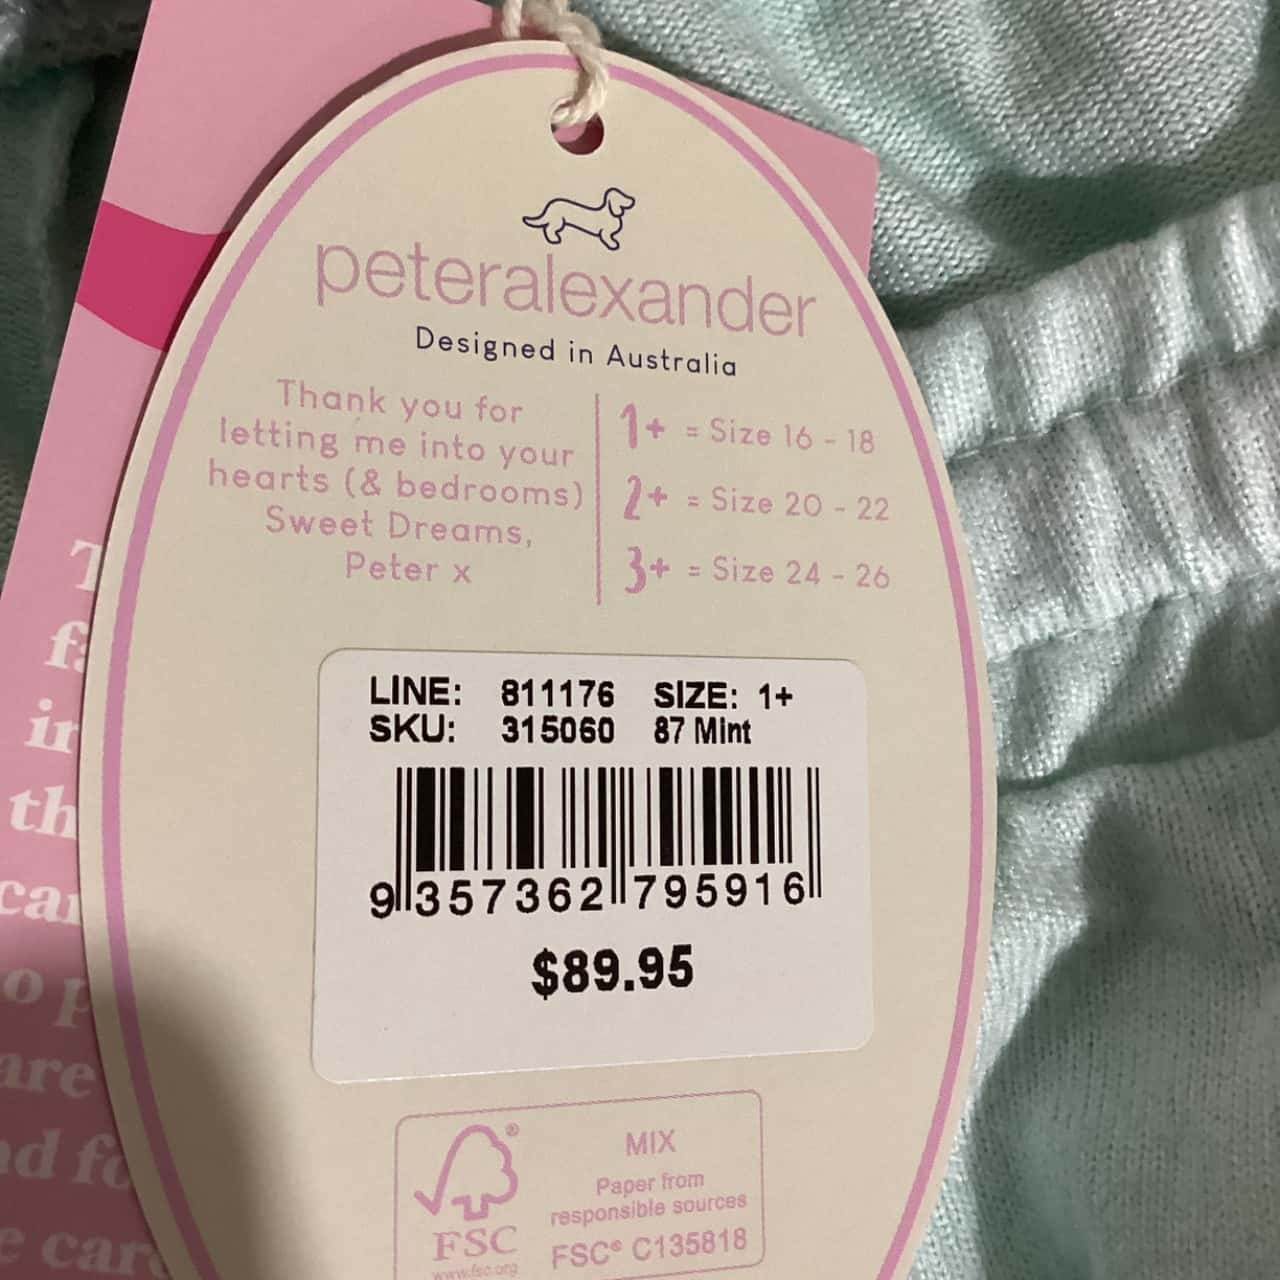 peteralexander
Designed in Australia
Thank you for
letting me into your
hearts (& bedrooms)
Sweet Dreams,
Peter x
1+ = Size 16 - 18
2+ = Size 20 - 22
3+ = Size 24 - 26
LINE: 811176 SIZE: 1+
SKU: 315060 87 Mint
9 357362 795916
$89.95
MIX
Paper from
responsible sources
FSC® C135818
FSC
www.fsc.org
are